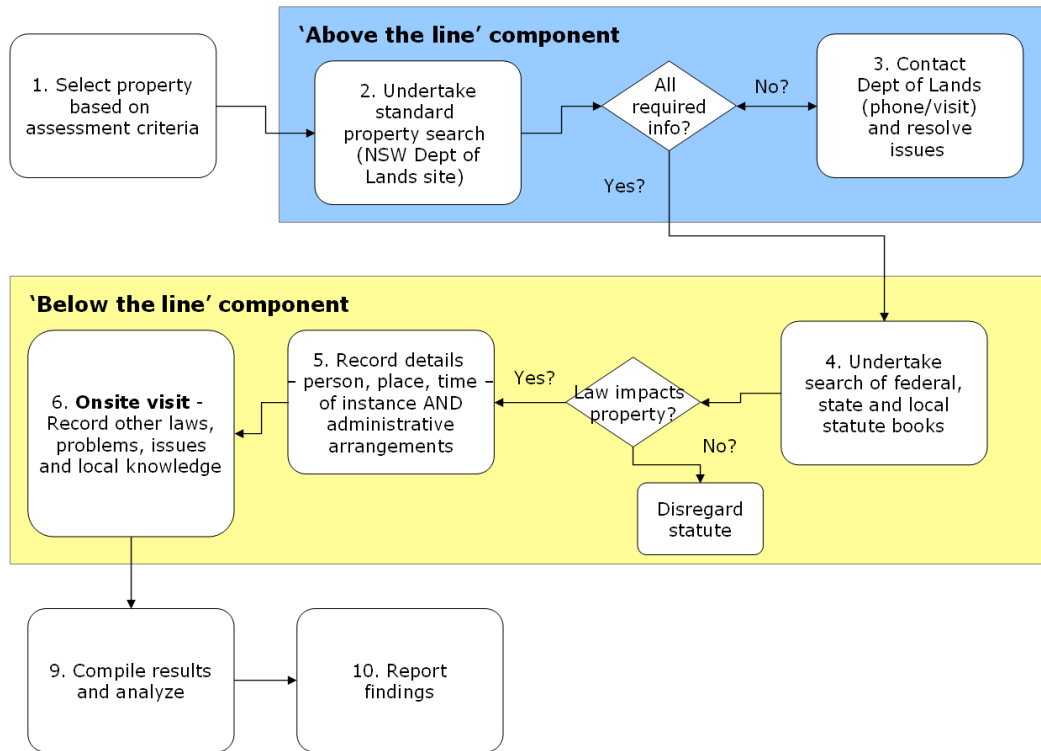 'Above the line' component
1. Select property
based on
assessment criteria
2. Undertake
standard
property search
(NSW Dept of
Lands site)
All
required
info?
No?
3. Contact
Dept of Lands
(phone/visit)
and resolve
issues
Yes?
'Below the line' component
4. Undertake
search of federal,
state and local
statute books
Law impacts
property?
Yes?
No?
Disregard
statute
5. Record details
– person, place, time –
of instance AND
administrative
arrangements
6. Onsite visit -
Record other laws,
problems, issues
and local knowledge
9. Compile results
and analyze
10. Report
findings